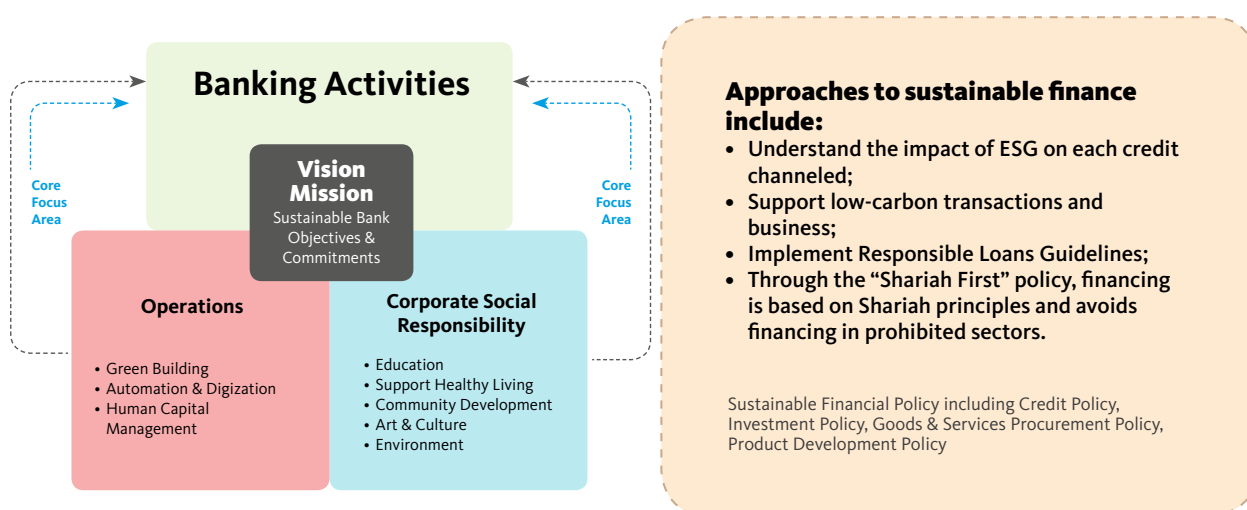 Banking Activities
Core
Focus
Area
Vision
Mission
Sustainable Bank
Objectives &
Commitments
Core
Focus
Area
Operations
• Green Building
• Automation & Digization
• Human Capital
Management
Corporate Social
Responsibility
• Education
• Support Healthy Living
• Community Development
• Art & Culture
• Environment
Approaches to sustainable finance
include:
• Understand the impact of ESG on each credit
channeled;
• Support low-carbon transactions and
business;
• Implement Responsible Loans Guidelines;
• Through the “Shariah First” policy, financing
is based on Shariah principles and avoids
financing in prohibited sectors.
Sustainable Financial Policy including Credit Policy,
Investment Policy, Goods & Services Procurement Policy,
Product Development Policy